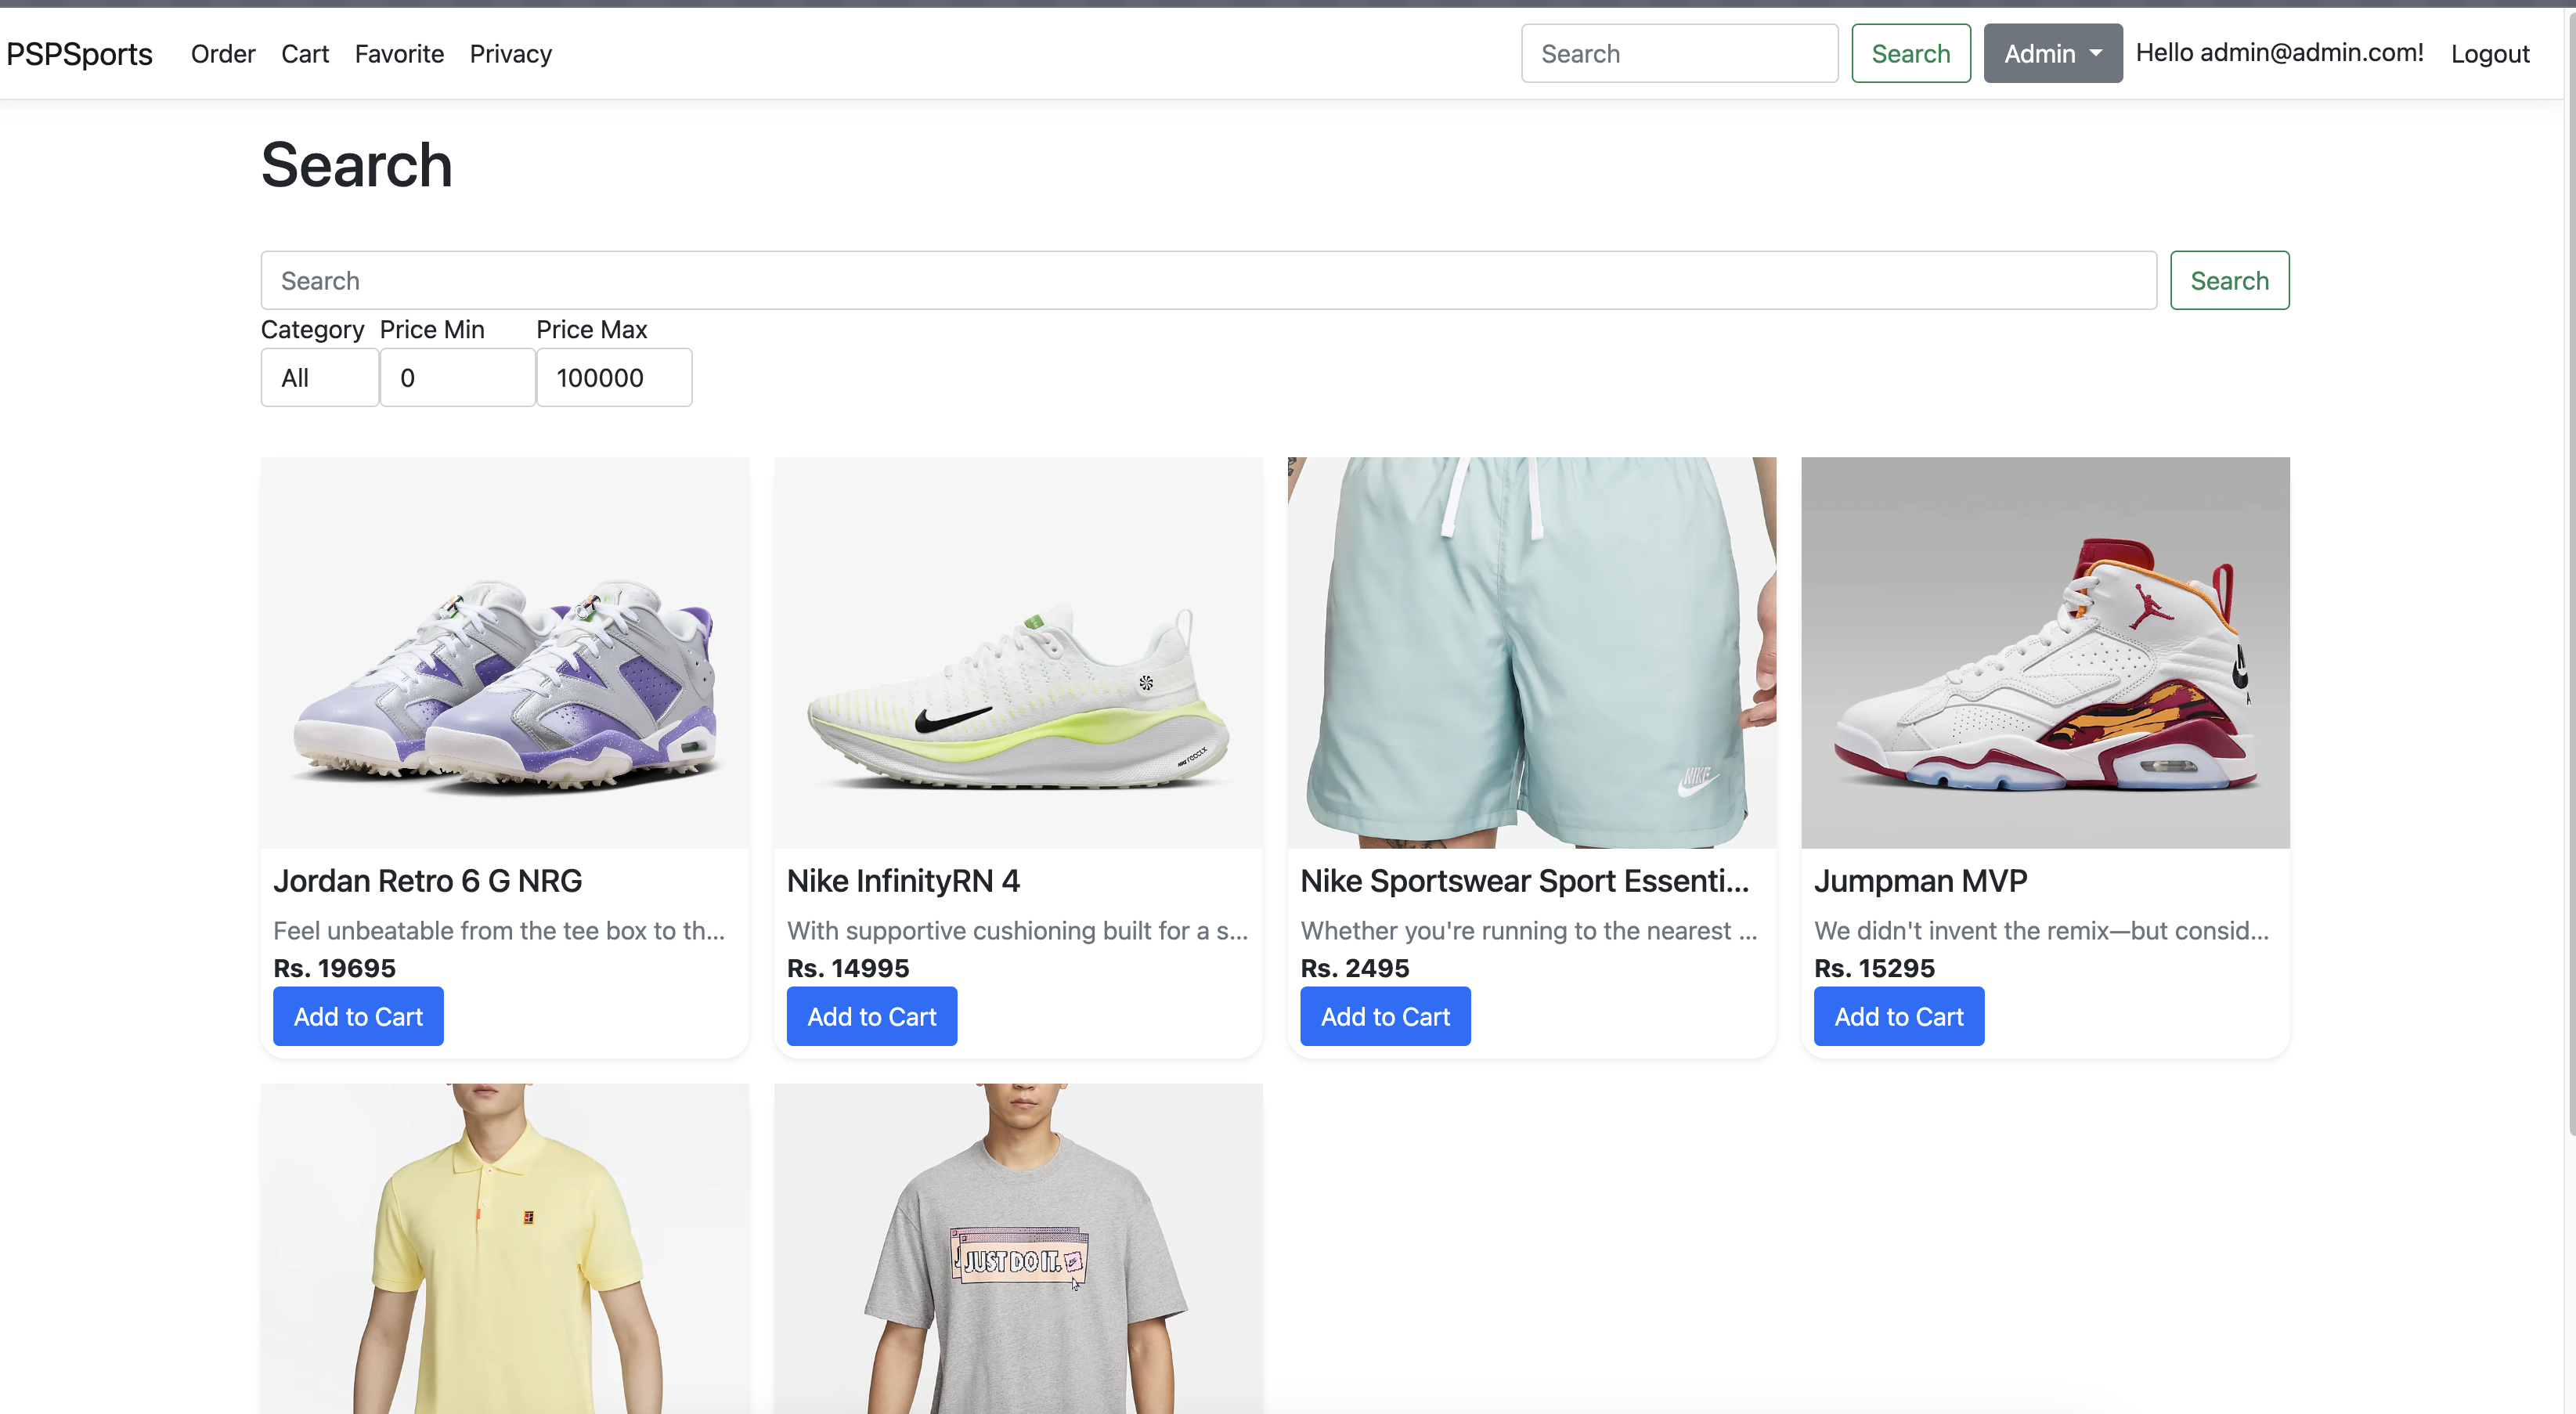 PSPSports Order Cart Favorite Privacy Search Search Admin Hello admin@admin.com! Logout
Search
Search Search
Category Price Min Price Max
All 0 100000
NIKE
Jordan Retro 6 G NRG Nike InfinityRN 4 Nike Sportswear Sport Essenti... Jumpman MVP
Feel unbeatable from the tee box to th... With supportive cushioning built for a s... Whether you're running to the nearest ... We didn't invent the remix—but consid...
Rs. 19695 Rs. 14995 Rs. 2495 Rs. 15295
Add to Cart Add to Cart Add to Cart Add to Cart
JUST DO IT.